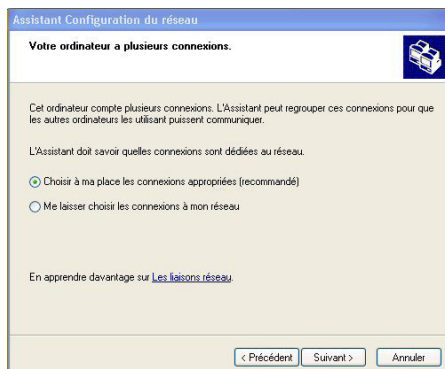 Assistant Configuration du réseau
Votre ordinateur a plusieurs connexions.
Cet ordinateur compte plusieurs connexions. L'Assistant peut regrouper ces connexions pour que
les autres ordinateurs les utilisant puissent communiquer.
L'Assistant doit savoir quelles connexions sont dédiées au réseau.
Choisir à ma place les connexions appropriées (recommandé)
Me laisser choisir les connexions à mon réseau
En apprendre davantage sur Les liaisons réseau.
< Précédent Suivant > Annuler